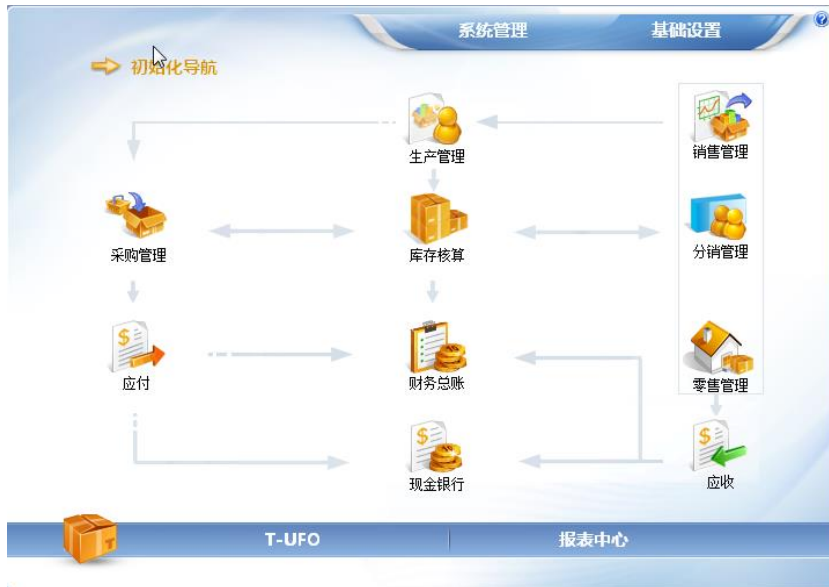 系统管理
基础设置
初始化导航
生产管理
销售管理
采购管理
库存核算
分销管理
应付
财务总账
零售管理
现金银行
应收
T-UFO
报表中心